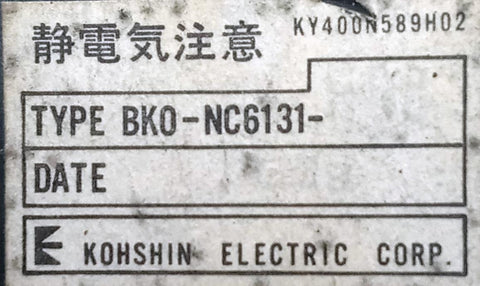 静電気注意 KY400N589H02
TYPE BKO-NC6131-
DATE
KOHSHIN ELECTRIC CORP.